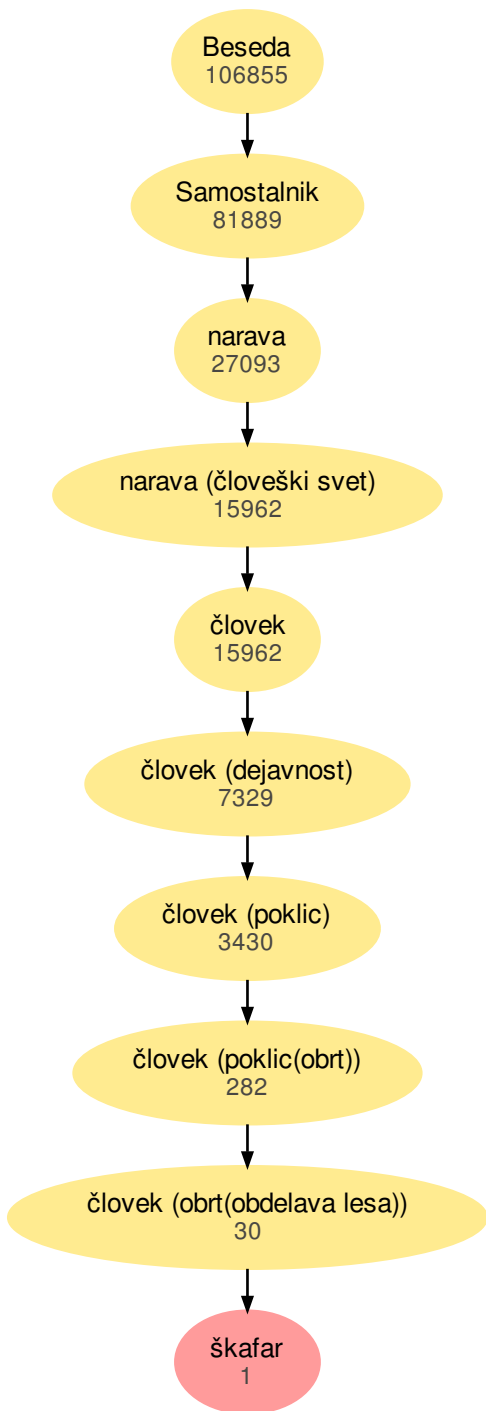 Beseda
106855
Samostalnik
81889
narava
27093
narava (človeški svet)
15962
človek
15962
človek (dejavnost)
7329
človek (poklic)
3430
človek (poklic(obrt))
282
človek (obrt(obdelava lesa))
30
škafar
1